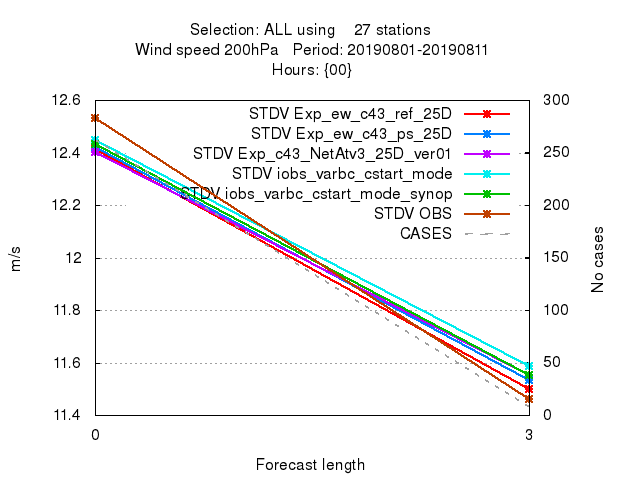 Selection: ALL using 27 stations
Wind speed 200hPa Period: 20190801-20190811
Hours: {00}
12.6
12.4
12.2
12
11.8
11.6
11.4
m/s
STDV Exp_ew_c43_ref_25D
STDV Exp_ew_c43_ps_25D
STDV Exp_c43_NetAtv3_25D_ver01
STDV iobs_varbc_cstart_mode
STDV iobs_varbc_cstart_mode_synop
STDV OBS
CASES
300
250
200
150
100
50
0
No cases
0 3
Forecast length